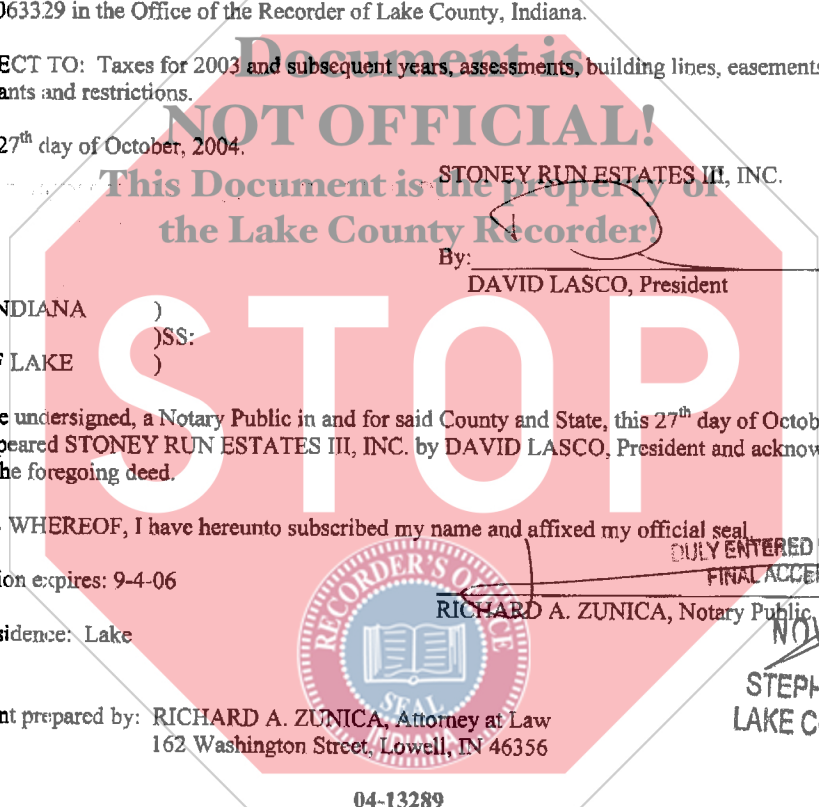 063329 in the Office of the Recorder of Lake County, Indiana.
ECT TO: Taxes for 2003 and subsequent years, assessments, building lines, easements
ants and restrictions.
Document is
NOT OFFICIAL!
This Document is the property of
the Lake County Recorder!
27th day of October, 2004.
STONEY RUN ESTATES III, INC.
By:
DAVID LASCO, President
NDIANA )
)SS:
F LAKE )
STOP
e undersigned, a Notary Public in and for said County and State, this 27th day of Octob
peared STONEY RUN ESTATES III, INC. by DAVID LASCO, President and acknow
he foregoing deed.
WHEREOF, I have hereunto subscribed my name and affixed my official seal.
DULY ENTERED
FINAL ACCEP
ion expires: 9-4-06
RICHARD A. ZUNICA, Notary Public
NOV
sidence: Lake
RECORDER'S OFFICE
SEAL
INDIANA
STEPH
LAKE C
nt prepared by: RICHARD A. ZUNICA, Attorney at Law
162 Washington Street, Lowell, IN 46356
04-13289